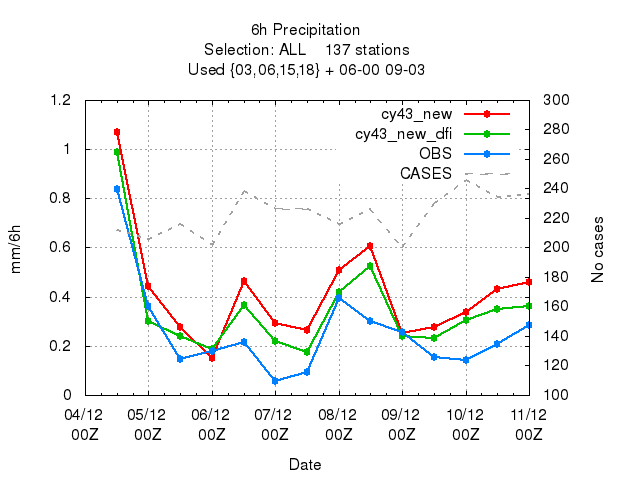 6h Precipitation
Selection: ALL    137 stations
Used {03,06,15,18} + 06-00 09-03
cy43_new
cy43_new_dfi
OBS
CASES
mm/6h
1.2
1
0.8
0.6
0.4
0.2
0
No cases
300
280
260
240
220
200
180
160
140
120
100
04/12 05/12 06/12 07/12 08/12 09/12 10/12 11/12
00Z 00Z 00Z 00Z 00Z 00Z 00Z 00Z
Date